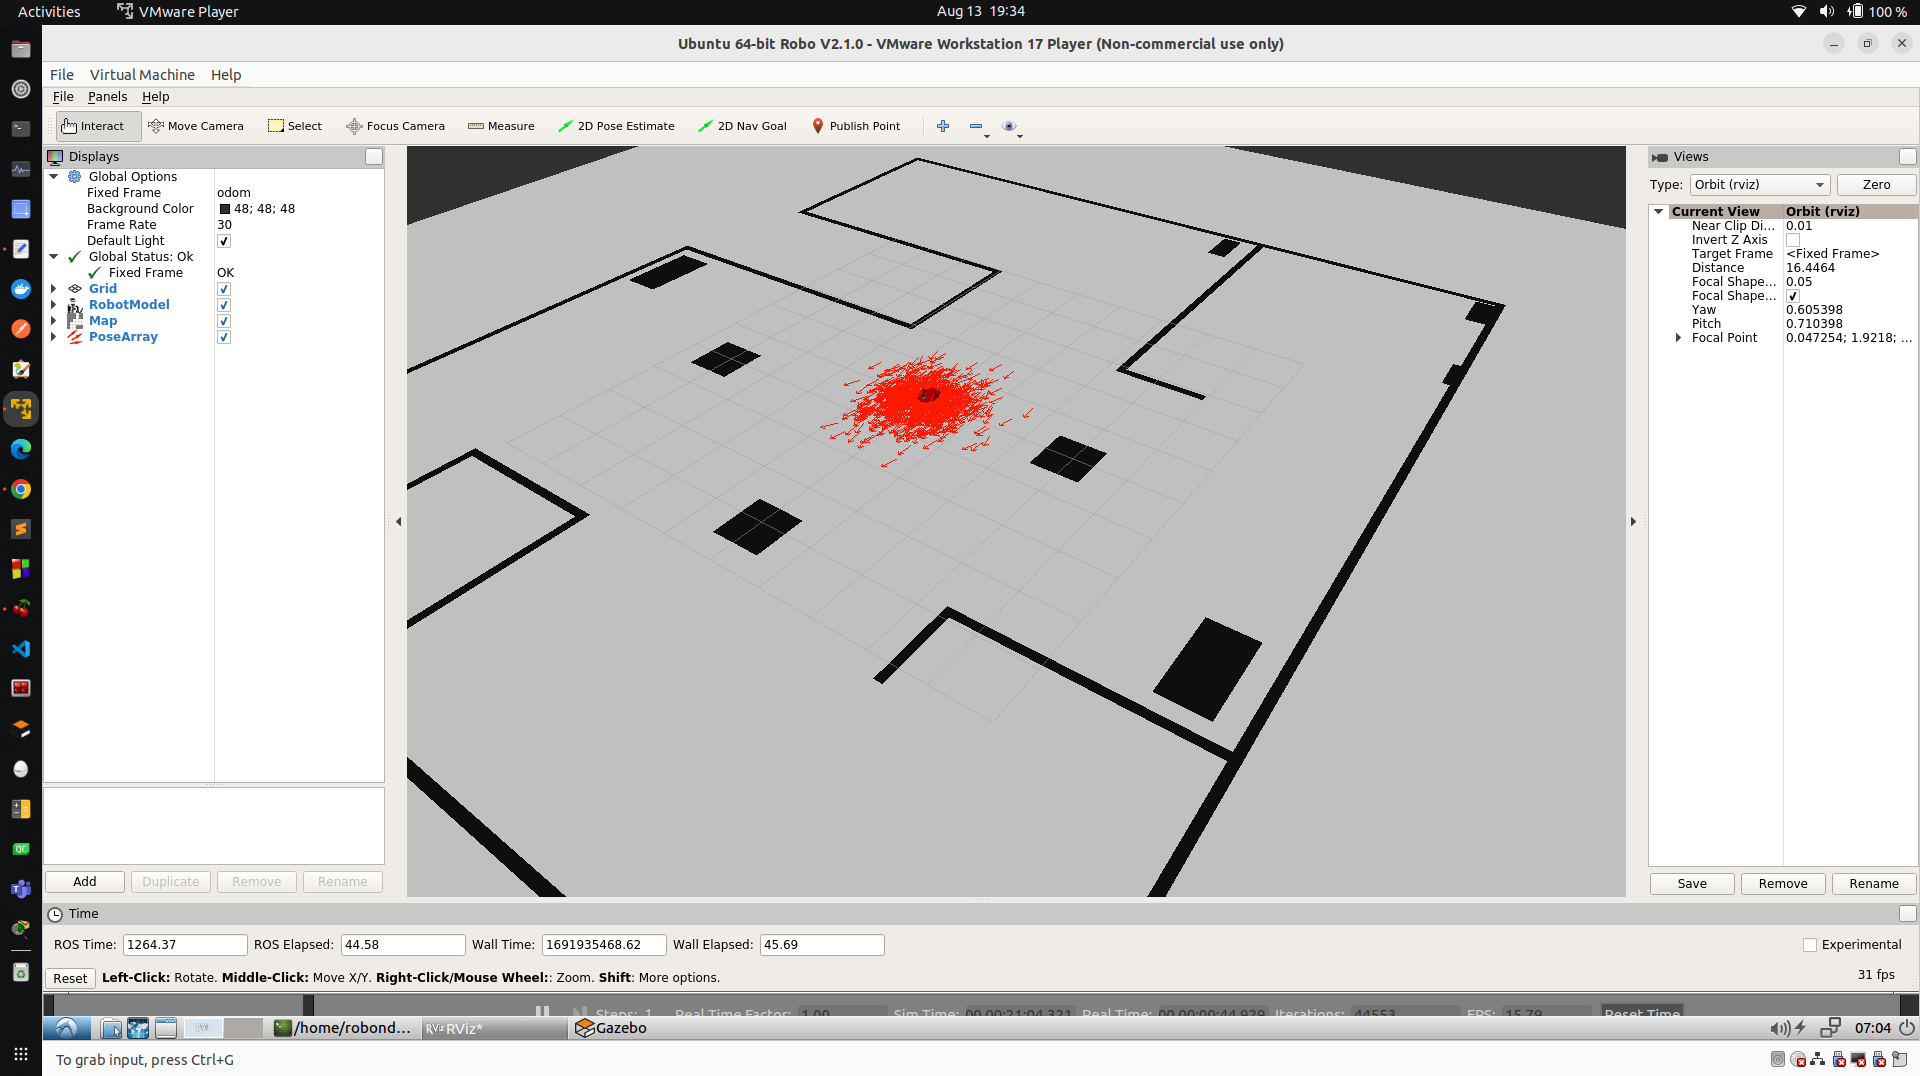 Activities VMware Player Aug 13 19:34 100 %
Ubuntu 64-bit Robo V2.1.0 - VMware Workstation 17 Player (Non-commercial use only)
File Virtual Machine Help
File Panels Help
Interact Move Camera Select Focus Camera Measure 2D Pose Estimate 2D Nav Goal Publish Point
Displays
Global Options
Fixed Frame odom
Background Color 48; 48; 48
Frame Rate 30
Default Light
Global Status: Ok
Fixed Frame OK
Grid
RobotModel
Map
PoseArray
Add Duplicate Remove Rename
Views
Type: Orbit (rviz) Zero
Current View Orbit (rviz)
Near Clip Di... 0.01
Invert Z Axis
Target Frame <Fixed Frame>
Distance 16.4464
Focal Shape... 0.05
Focal Shape...
Yaw 0.605398
Pitch 0.710398
Focal Point 0.047254; 1.9218; ...
Save Remove Rename
Time
ROS Time: 1264.37 ROS Elapsed: 44.58 Wall Time: 1691935468.62 Wall Elapsed: 45.69 Experimental
Reset Left-Click: Rotate. Middle-Click: Move X/Y. Right-Click/Mouse Wheel:: Zoom. Shift: More options. 31 fps
Steps: 1 Real Time Factor: 1.00 Sim Time: 00 00:21:04.321 Real Time: 00 00:00:44.929 Iterations: 44553 FPS: 15.79 Reset Time
/home/robond... RViz* Gazebo 07:04
To grab input, press Ctrl+G